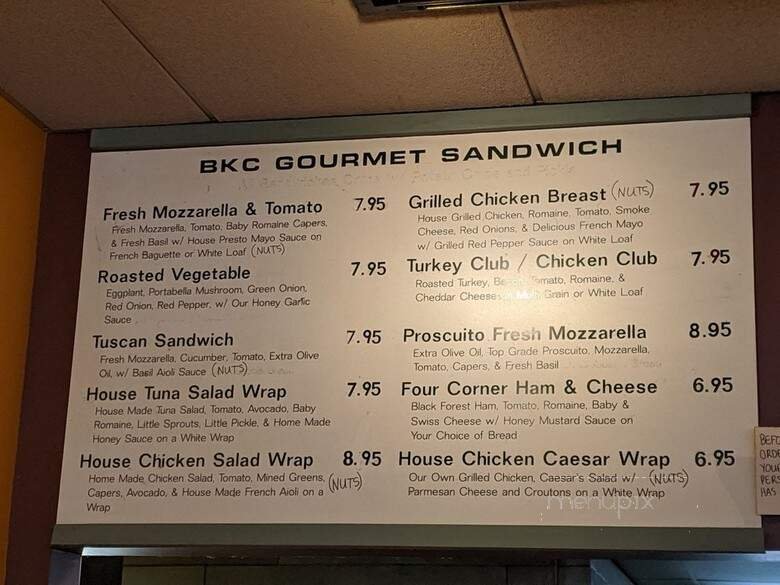 BKC GOURMET SANDWICH
Fresh Mozzarella & Tomato 7.95
Fresh Mozzarella, Tomato, Baby Romaine Capers,
& Fresh Basil w/ House Presto Mayo Sauce on
French Baguette or White Loaf (NUTS)
Roasted Vegetable 7.95
Eggplant, Portabella Mushroom, Green Onion,
Red Onion, Red Pepper, w/ Our Honey Garlic
Sauce
Tuscan Sandwich 7.95
Fresh Mozzarella, Cucumber, Tomato, Extra Olive
Oil, w/ Basil Aioli Sauce (NUTS)
House Tuna Salad Wrap 7.95
House Made Tuna Salad, Tomato, Avocado, Baby
Romaine, Little Sprouts, Little Pickle, & Home Made
Honey Sauce on a White Wrap
House Chicken Salad Wrap 8.95
Home Made Chicken Salad, Tomato, Mined Greens,
Capers, Avocado, & House Made French Aioli on a (NUTS)
Wrap
Grilled Chicken Breast (NUTS) 7.95
House Grilled Chicken, Romaine, Tomato, Smoke
Cheese, Red Onions, & Delicious French Mayo
w/ Grilled Red Pepper Sauce on White Loaf
Turkey Club / Chicken Club 7.95
Roasted Turkey, Tomato, Romaine, &
Cheddar Cheese Grain or White Loaf
Proscuito Fresh Mozzarella 8.95
Extra Olive Oil, Top Grade Proscuito, Mozzarella,
Tomato, Capers, & Fresh Basil
Four Corner Ham & Cheese 6.95
Black Forest Ham, Tomato, Romaine, Baby &
Swiss Cheese w/ Honey Mustard Sauce on
Your Choice of Bread
House Chicken Caesar Wrap 6.95
Our Own Grilled Chicken, Caesar's Salad w/ (NUTS)
Parmesan Cheese and Croutons on a White Wrap
menupix
BEFO
ORDE
YOUR
PERS
HAS